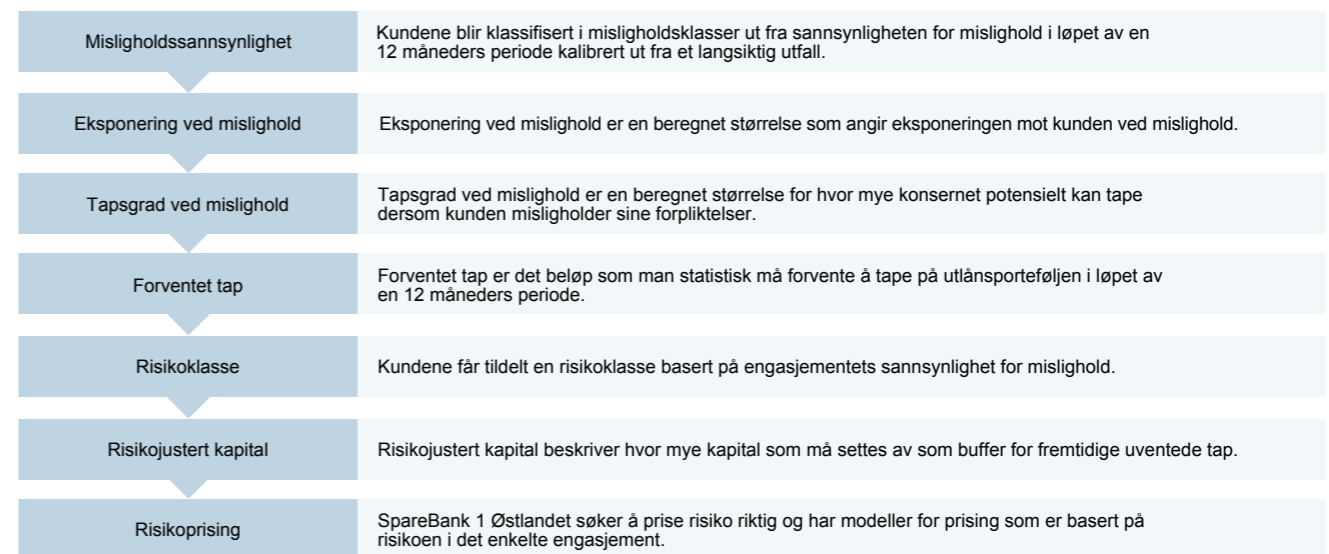 Misligholdssannsynlighet
Kundene blir klassifisert i misligholdsklasser ut fra sannsynligheten for mislighold i løpet av en
12 måneders periode kalibrert ut fra et langsiktig utfall.
Eksponering ved mislighold
Eksponering ved mislighold er en beregnet størrelse som angir eksponeringen mot kunden ved mislighold.
Tapsgrad ved mislighold
Tapsgrad ved mislighold er en beregnet størrelse for hvor mye konsernet potensielt kan tape
dersom kunden misligholder sine forpliktelser.
Forventet tap
Forventet tap er det beløp som man statistisk må forvente å tape på utlånsporteføljen i løpet av
en 12 måneders periode.
Risikoklasse
Kundene får tildelt en risikoklasse basert på engasjementets sannsynlighet for mislighold.
Risikojustert kapital
Risikojustert kapital beskriver hvor mye kapital som må settes av som buffer for fremtidige uventede tap.
Risikoprising
SpareBank 1 Østlandet søker å prise risiko riktig og har modeller for prising som er basert på
risikoen i det enkelte engasjement.